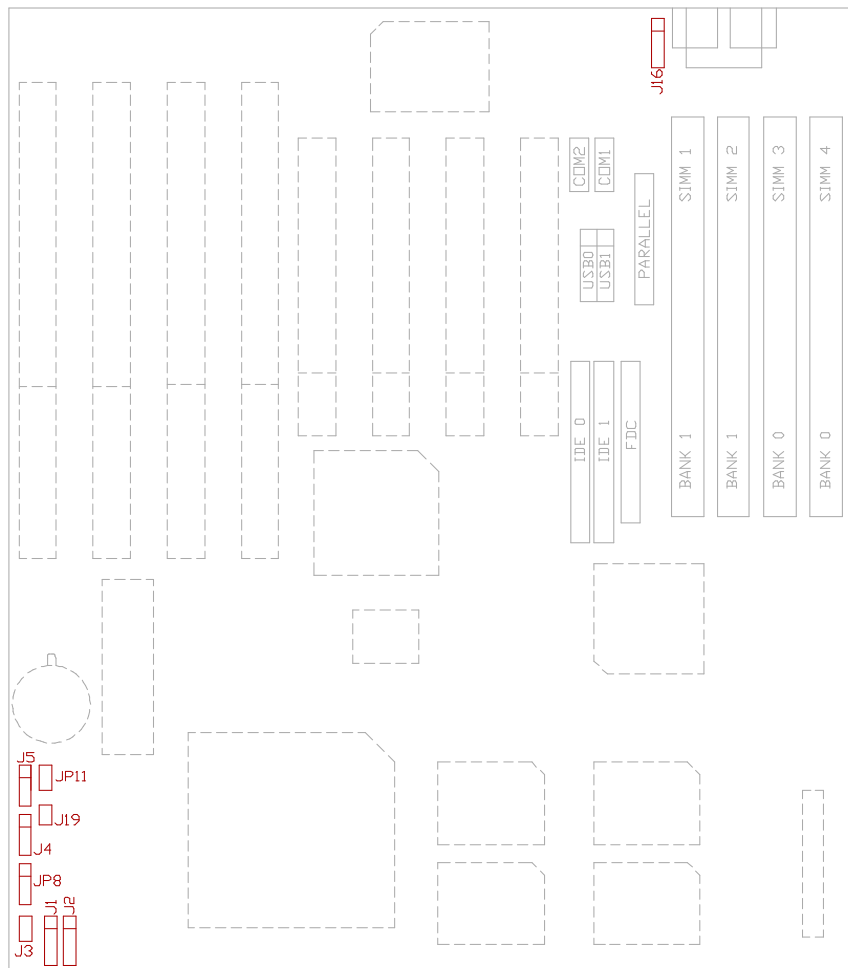 J16
COM2
COM1
SIMM 1
SIMM 2
SIMM 3
SIMM 4
PARALLEL
USB0
USB1
IDE 0
IDE 1
FDC
BANK 1
BANK 1
BANK 0
BANK 0
J5
JP11
J19
J4
JP8
J1
J2
J3